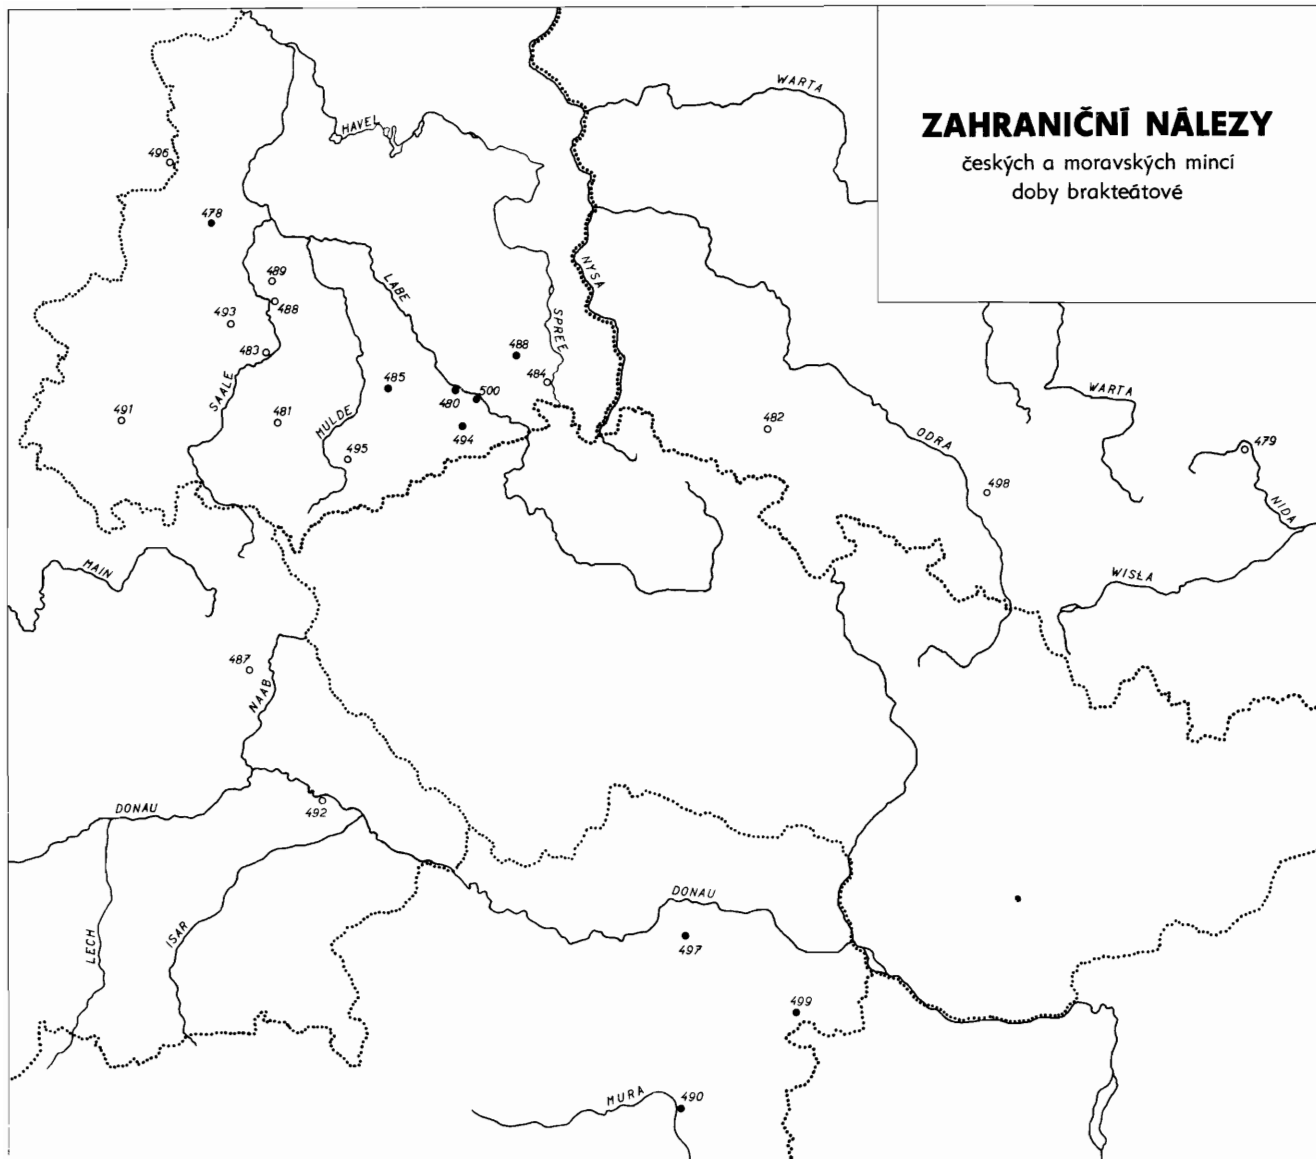 ZAHRANIČNÍ NÁLEZY
českých a moravských mincí
doby brakteátové
WARTA
HAVEL
496
478
489
488
493
483
LABE
NYSA
SPREE
488
484
485
480
500
494
SAALE
481
MULDE
495
491
482
ODRA
498
WARTA
479
NIDA
WISŁA
MAIN
487
NAAB
492
DONAU
LECH
ISAR
DONAU
497
499
MURA
490